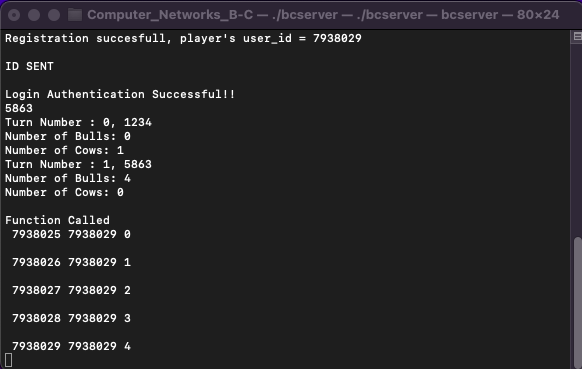 Computer_Networks_B-C — ./bcserver — ./bcserver — bcserver — 80×24
Registration succesfull, player's user_id = 7938029
ID SENT
Login Authentication Successful!!
5863
Turn Number : 0, 1234
Number of Bulls: 0
Number of Cows: 1
Turn Number : 1, 5863
Number of Bulls: 4
Number of Cows: 0
Function Called
7938025 7938029 0
7938026 7938029 1
7938027 7938029 2
7938028 7938029 3
7938029 7938029 4